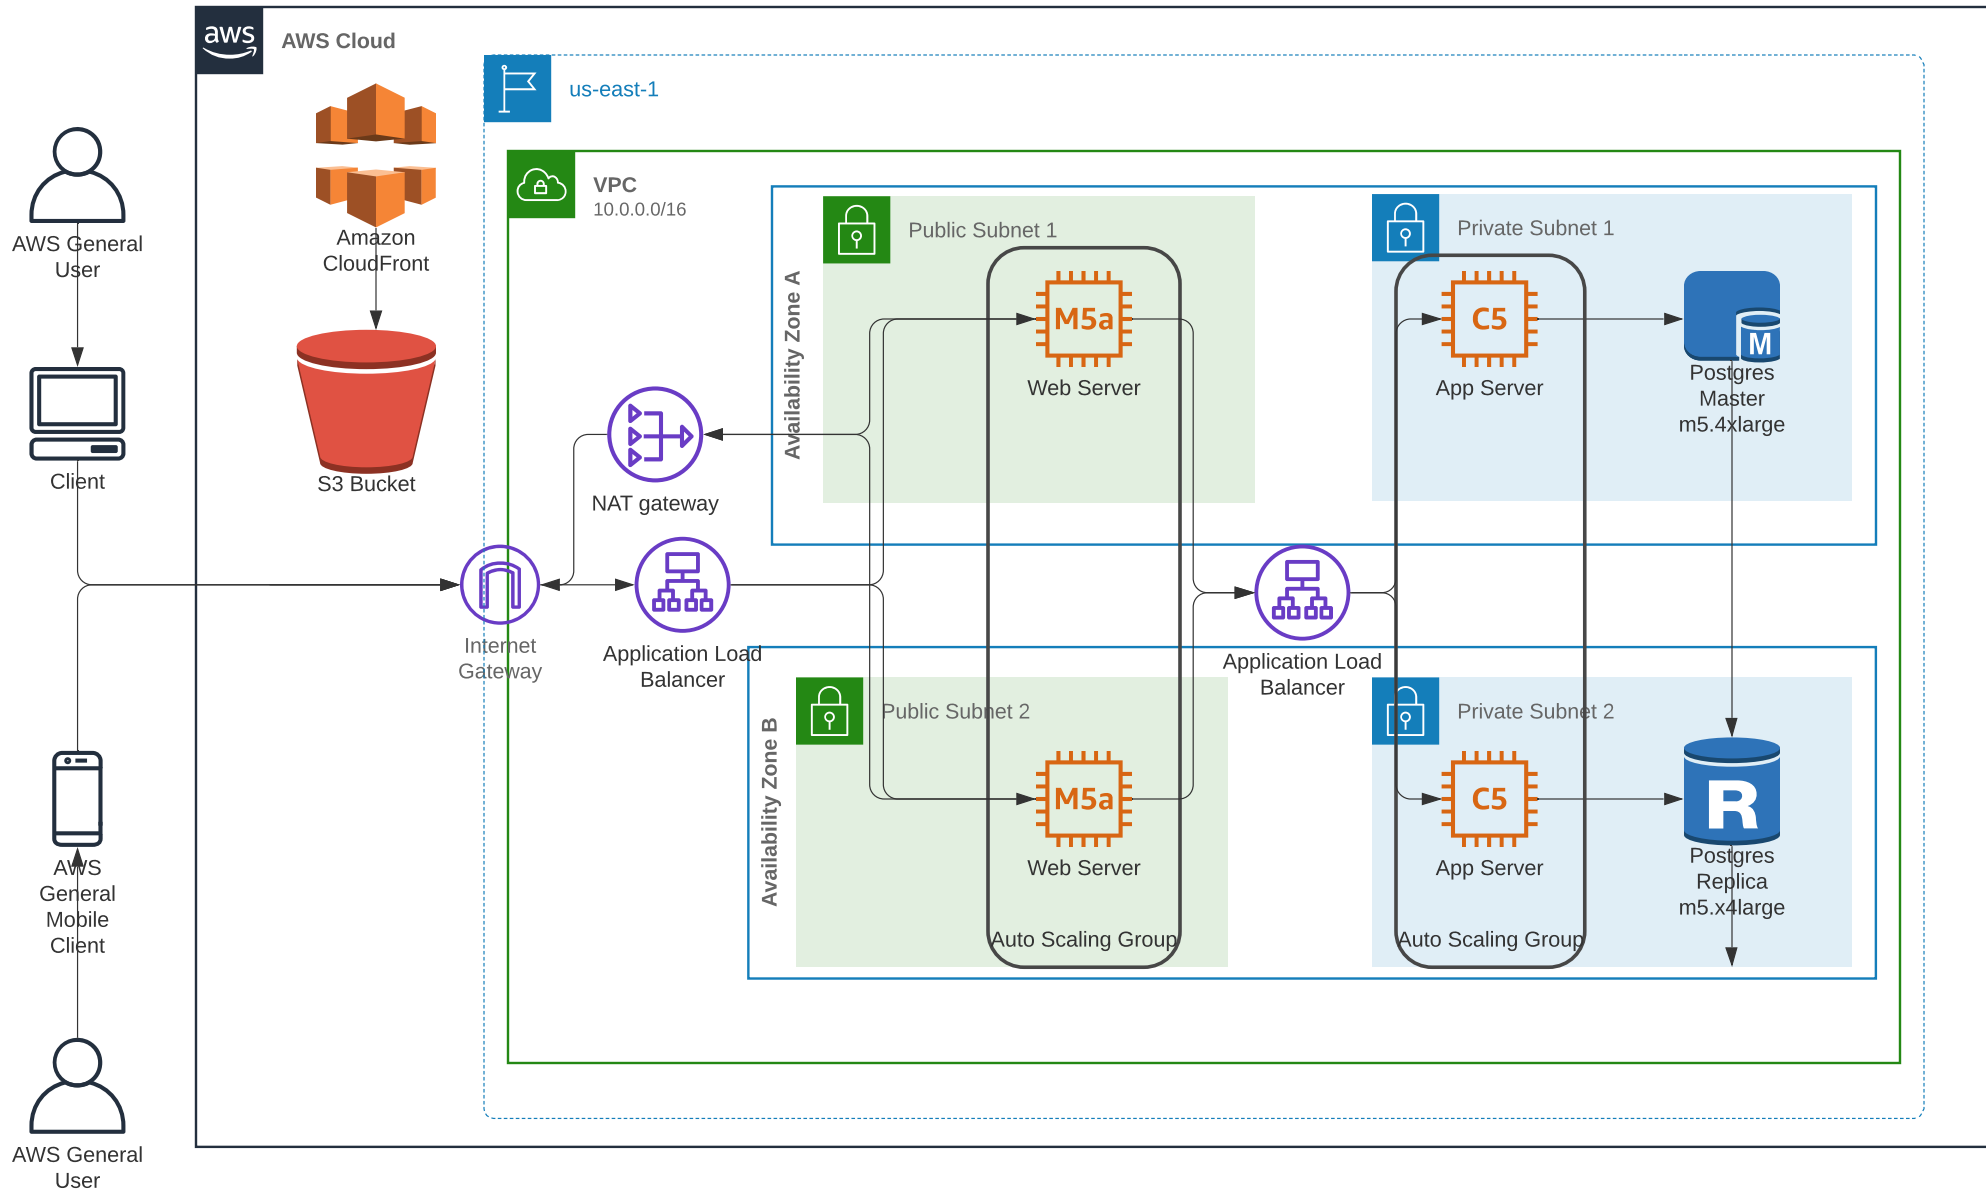 aws
AWS Cloud
us-east-1
VPC
10.0.0.0/16
AWS General
User
Amazon
CloudFront
S3 Bucket
Client
Availability Zone A
Public Subnet 1
M5a
Web Server
Private Subnet 1
C5
App Server
M
Postgres
Master
m5.4xlarge
NAT gateway
Internet
Gateway
Application Load
Balancer
Application Load
Balancer
Availability Zone B
Public Subnet 2
M5a
Web Server
Auto Scaling Group
Private Subnet 2
C5
App Server
Auto Scaling Group
R
Postgres
Replica
m5.x4large
AWS
General
Mobile
Client
AWS General
User